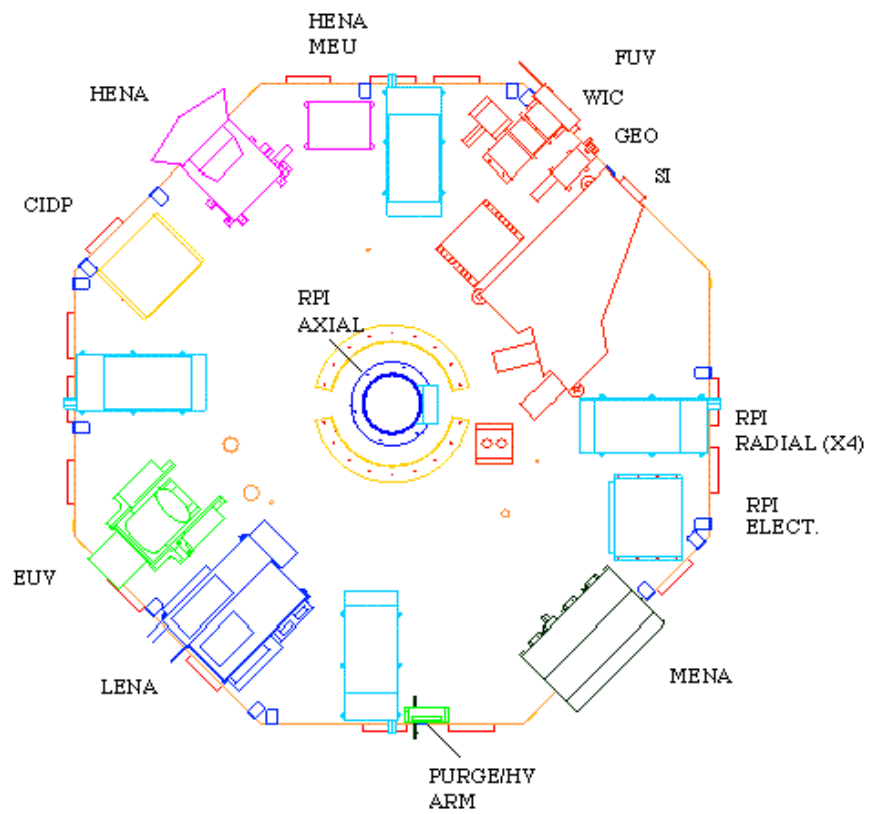 HENA
MEU
FUV
HENA
WIC
GEO
SI
CIDP
RPI
AXIAL
RPI
RADIAL (X4)
RPI
ELECT.
EUV
LENA
MENA
PURGE/HV
ARM